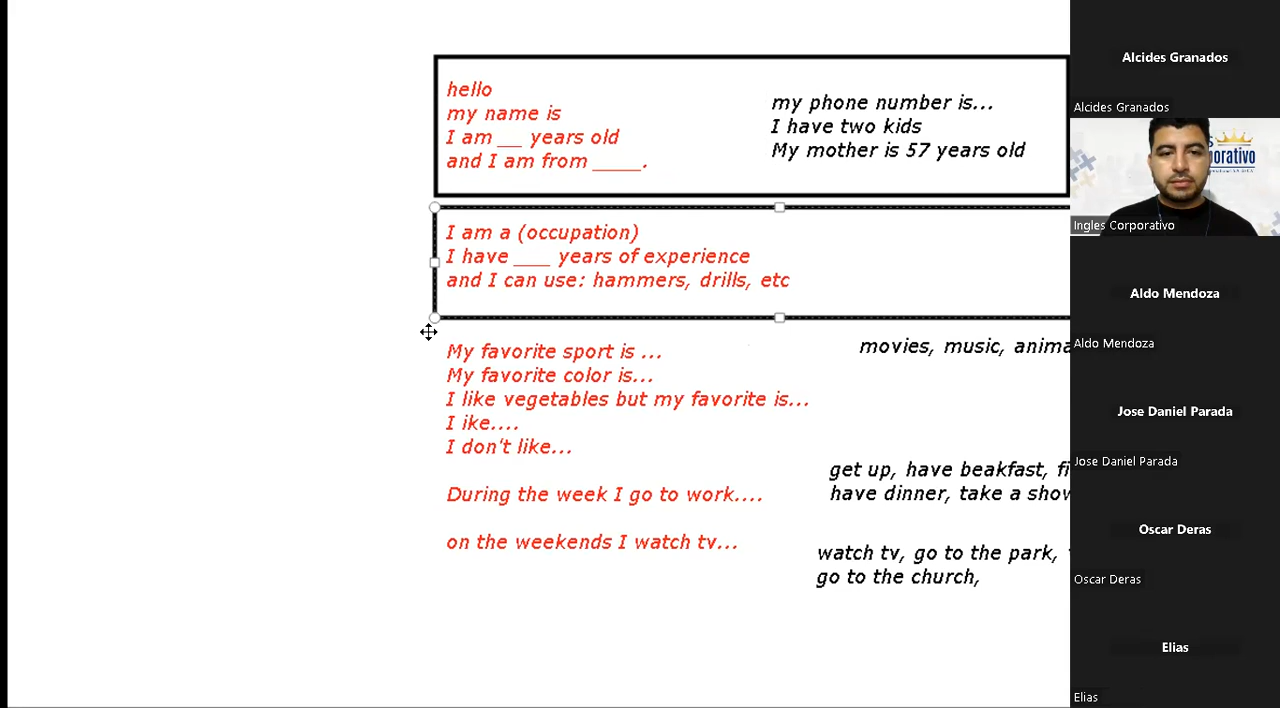 hello
my name is
I am __ years old
and I am from ____.
my phone number is...
I have two kids
My mother is 57 years old
I am a (occupation)
I have ___ years of experience
and I can use: hammers, drills, etc
My favorite sport is ...
My favorite color is...
I like vegetables but my favorite is...
I ike....
I don't like...
movies, music, anima
During the week I go to work....
get up, have beakfast, fi
have dinner, take a show
on the weekends I watch tv...
watch tv, go to the park,
go to the church,
Alcides Granados
Alcides Granados
orativo
Ingles Corporativo
Aldo Mendoza
Aldo Mendoza
Jose Daniel Parada
Jose Daniel Parada
Oscar Deras
Oscar Deras
Elias
Elias